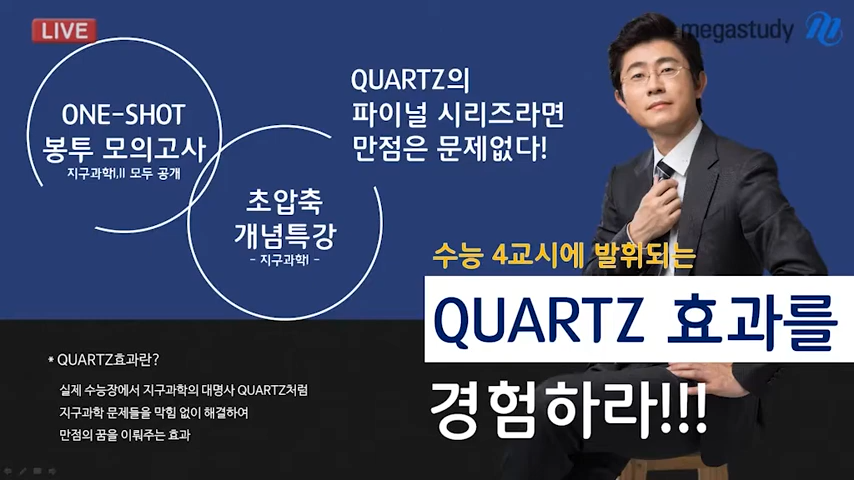 LIVE
megastudy
ONE-SHOT
봉투 모의고사
지구과학I,II 모두 공개
초압축
개념특강
- 지구과학I -
QUARTZ의
파이널 시리즈라면
만점은 문제없다!
수능 4교시에 발휘되는
QUARTZ 효과를
경험하라!!!
* QUARTZ효과란?
실제 수능장에서 지구과학의 대명사 QUARTZ처럼
지구과학 문제들을 막힘 없이 해결하여
만점의 꿈을 이뤄주는 효과